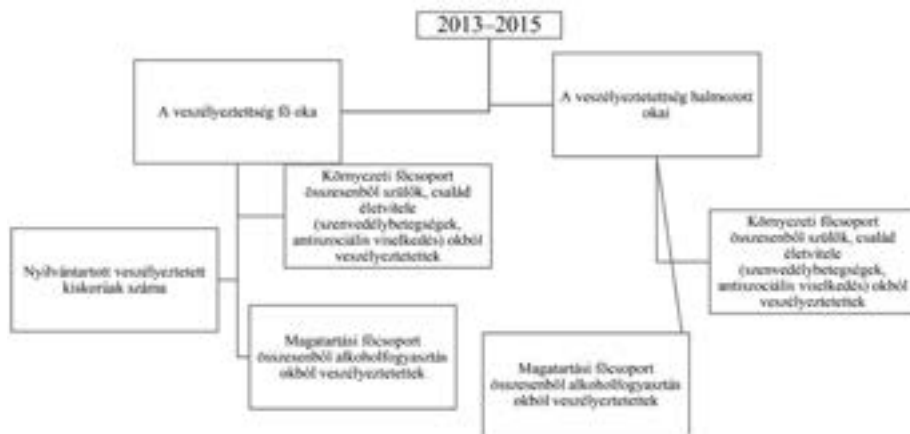 2013–2015
A veszélyeztettség fő oka
A veszélyeztetettség halmozott
okai
Környezeti főcsoport
összesenből szülők, család
életvitele
(szenvedélybetegségek,
antiszociális viselkedés) okból
veszélyeztetettek
Környezeti főcsoport
összesenből szülők, család
életvitele
(szenvedélybetegségek,
antiszociális viselkedés) okból
veszélyeztetettek
Nyilvántartott veszélyeztetett
kiskorúak száma
Magatartási főcsoport
összesenből alkoholfogyasztás
okból veszélyeztetettek
Magatartási főcsoport
összesenből alkoholfogyasztás
okból veszélyeztetettek